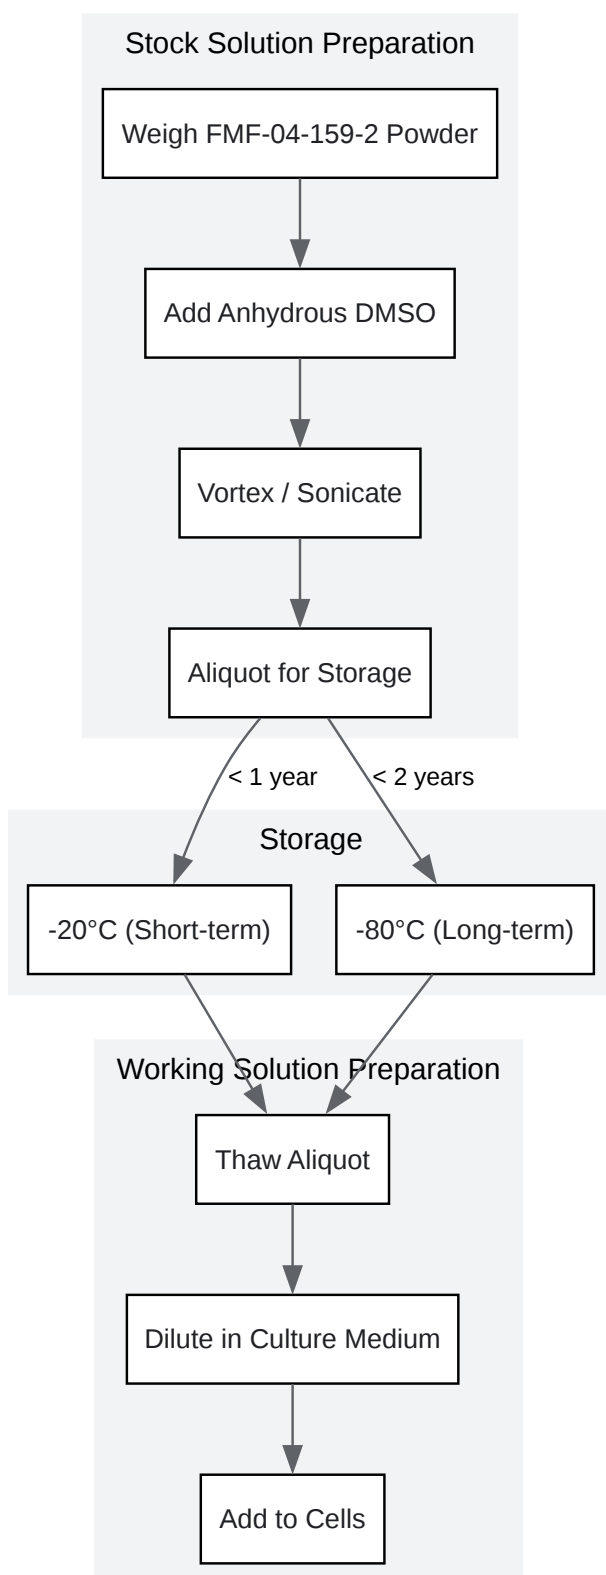 Stock Solution Preparation
Weigh FMF-04-159-2 Powder
Add Anhydrous DMSO
Vortex / Sonicate
Aliquot for Storage
< 1 year
< 2 years
Storage
-20°C (Short-term)
-80°C (Long-term)
Working Solution Preparation
Thaw Aliquot
Dilute in Culture Medium
Add to Cells